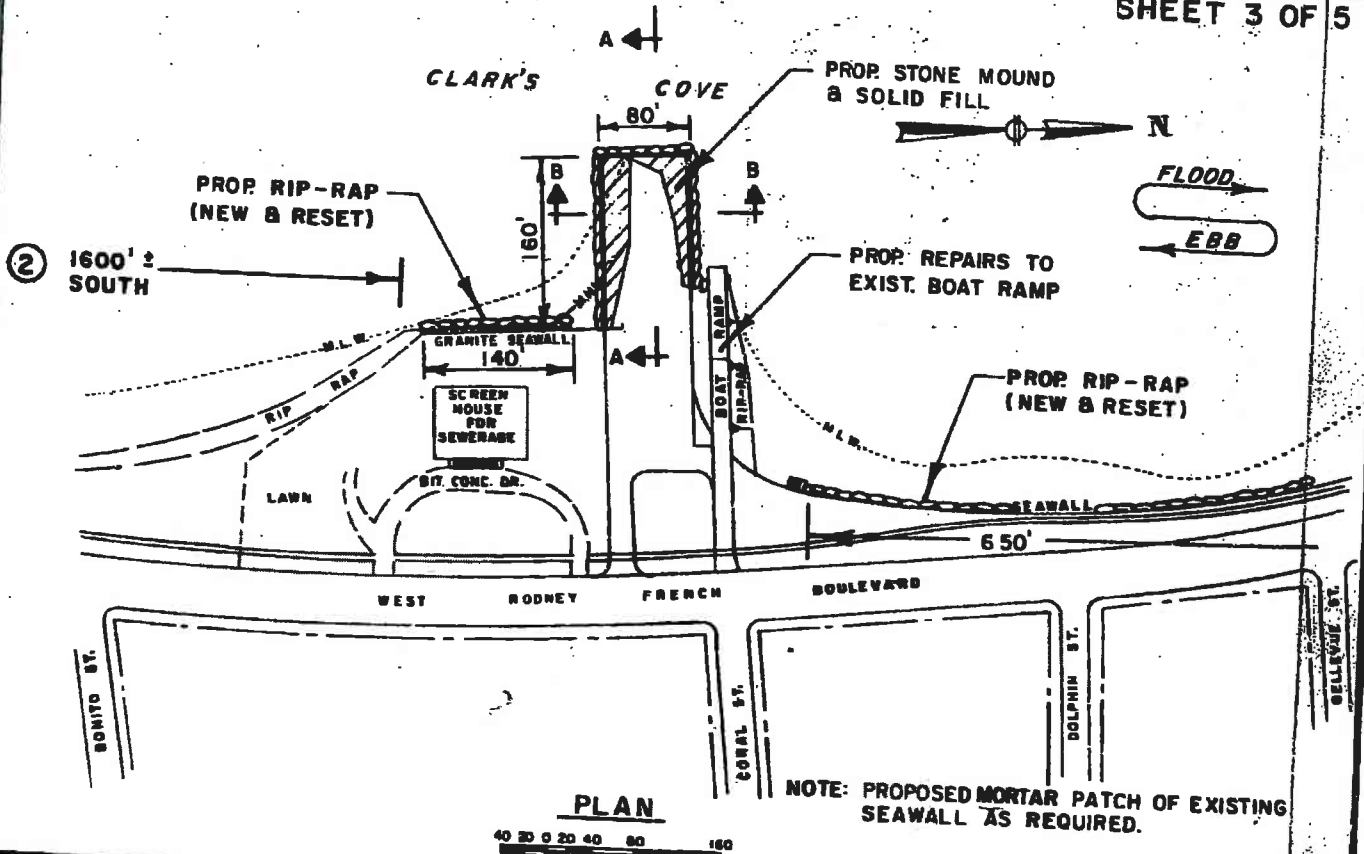 SHEET 3 OF 5
A
CLARK'S COVE
PROP. STONE MOUND
& SOLID FILL
80'
N
B
B
PROP. RIP-RAP
(NEW & RESET)
160'
FLOOD
EBB
② 1600' ±
SOUTH
PROP. REPAIRS TO
EXIST. BOAT RAMP
M.L.W.
GRANITE SEAWALL
140'
A
BOAT RAMP
RIP-RAP
PROP. RIP-RAP
(NEW & RESET)
RIP RAP
SCREEN
HOUSE
FOR
SEWERAGE
M.L.W.
BIT. CONC. DR.
LAWN
SEAWALL
650'
WEST RODNEY FRENCH BOULEVARD
BONITO ST.
CORAL ST.
DOLPHIN ST.
BELLEVUE ST.
NOTE: PROPOSED MORTAR PATCH OF EXISTING
SEAWALL AS REQUIRED.
PLAN
40 20 0 20 40 80 160